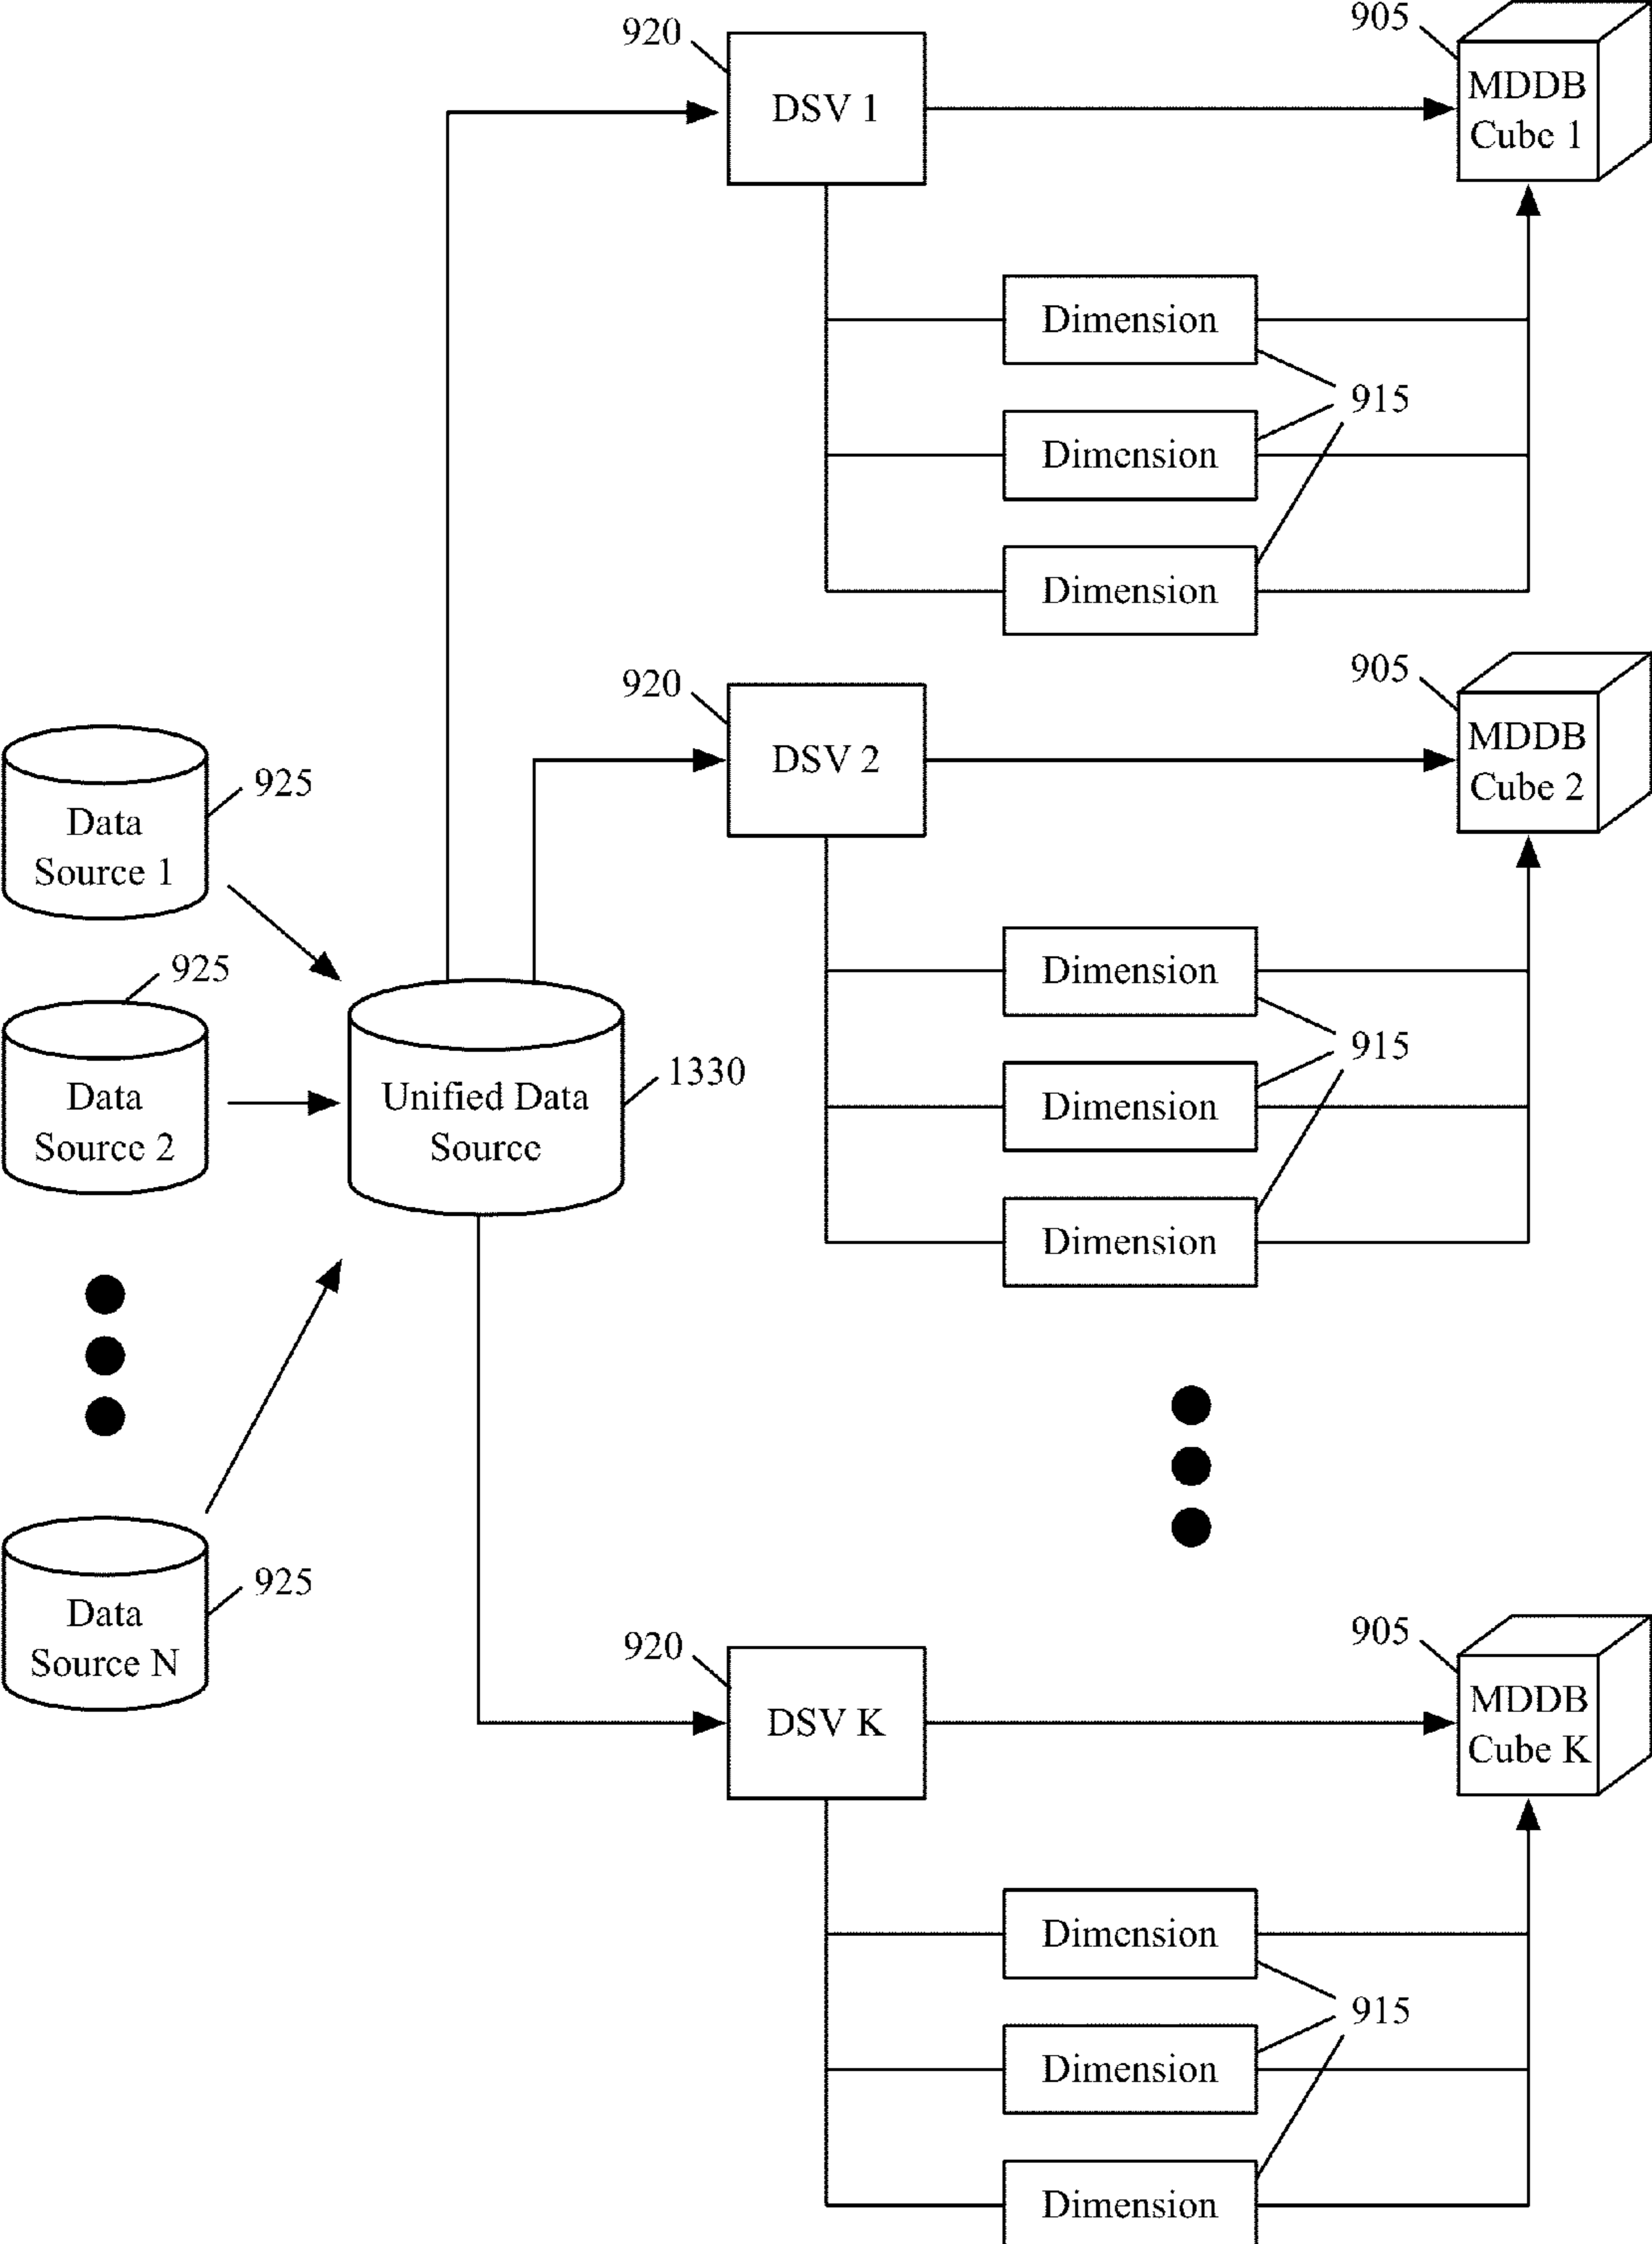 920
DSV 1
905
MDDB
Cube 1
Dimension
915
Dimension
Dimension
920
DSV 2
905
MDDB
Cube 2
925
Data
Source 1
Dimension
915
Dimension
Dimension
925
Data
Source 2
Unified Data
Source
1330
925
Data
Source N
920
DSV K
905
MDDB
Cube K
Dimension
915
Dimension
Dimension